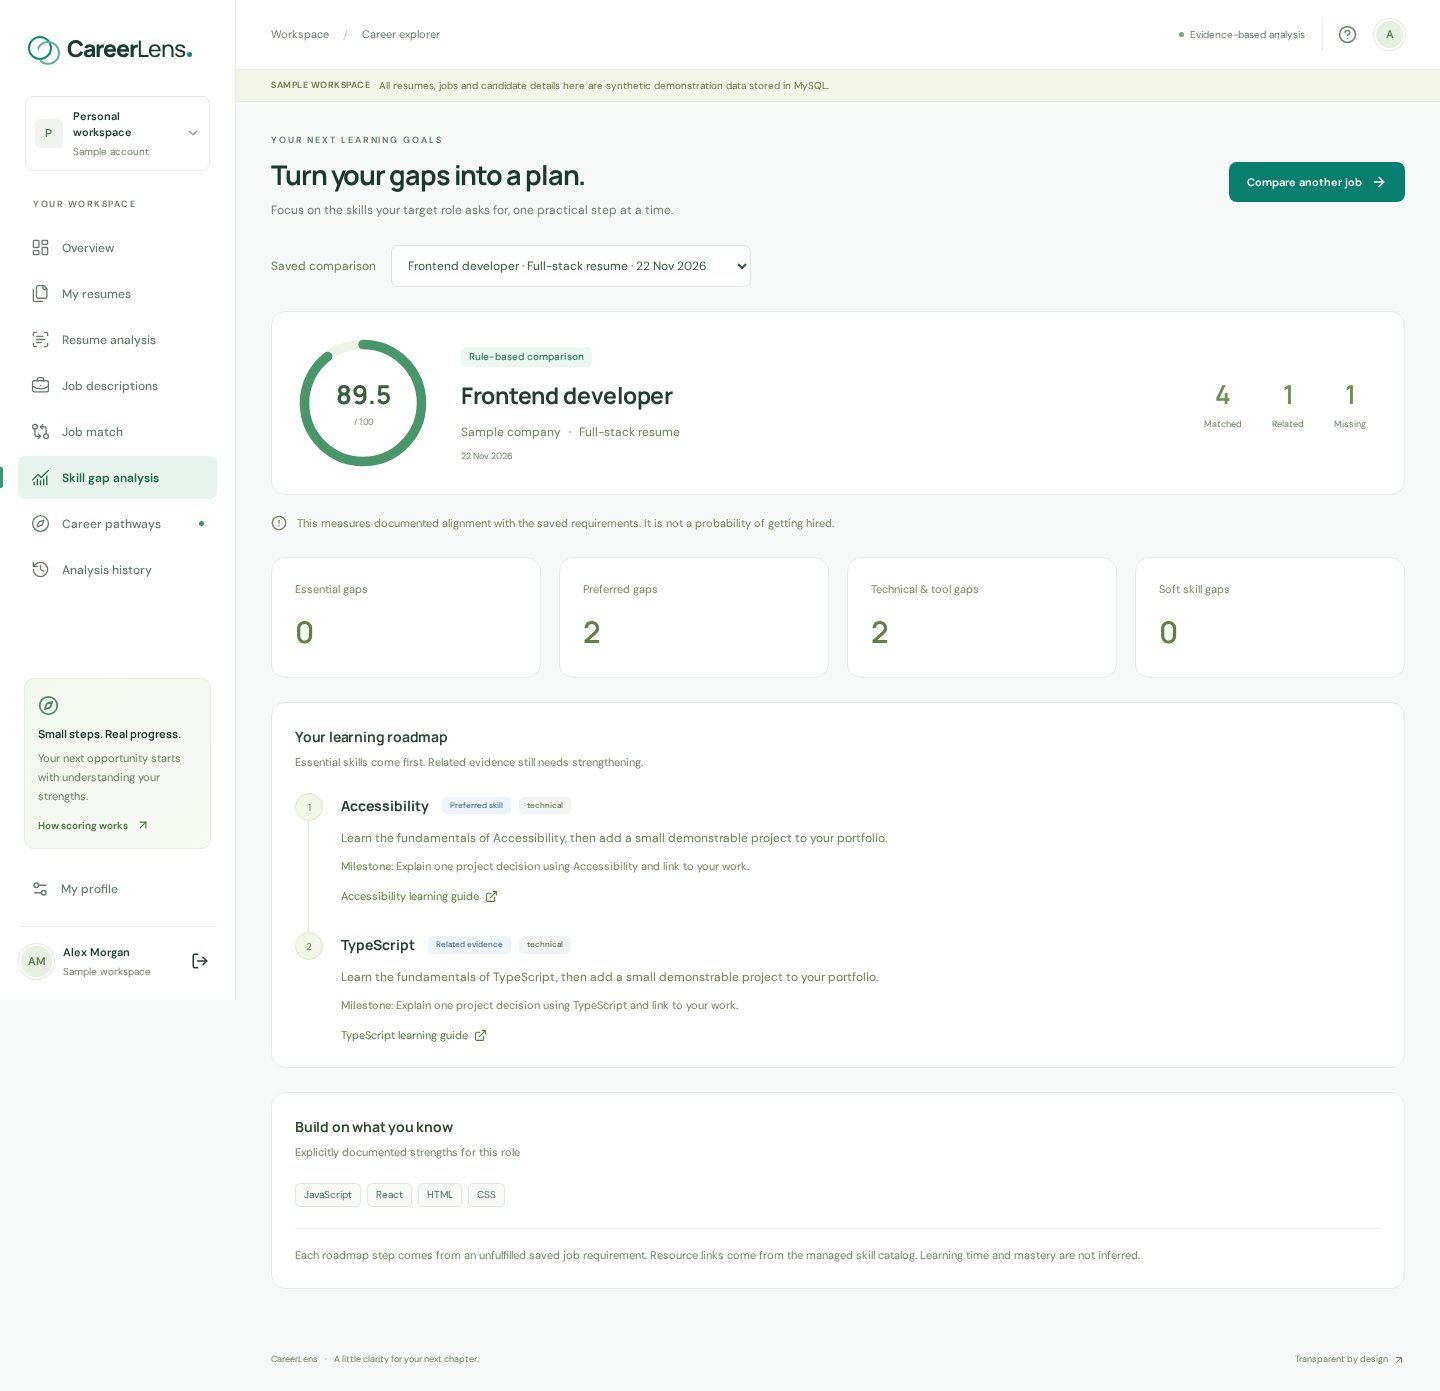 CareerLens.
P
Personal
workspace
Sample account
YOUR WORKSPACE
Overview
My resumes
Resume analysis
Job descriptions
Job match
Skill gap analysis
Career pathways
Analysis history
Small steps. Real progress.
Your next opportunity starts
with understanding your
strengths.
How scoring works
My profile
AM
Alex Morgan
Sample workspace
Workspace / Career explorer
Evidence-based analysis
A
SAMPLE WORKSPACE All resumes, jobs and candidate details here are synthetic demonstration data stored in MySQL.
YOUR NEXT LEARNING GOALS
Turn your gaps into a plan.
Focus on the skills your target role asks for, one practical step at a time.
Compare another job
Saved comparison
Frontend developer · Full-stack resume · 22 Nov 2026
89.5
/ 100
Rule-based comparison
Frontend developer
Sample company · Full-stack resume
22 Nov 2026
4 1 1
Matched Related Missing
This measures documented alignment with the saved requirements. It is not a probability of getting hired.
Essential gaps
0
Preferred gaps
2
Technical & tool gaps
2
Soft skill gaps
0
Your learning roadmap
Essential skills come first. Related evidence still needs strengthening.
1
Accessibility Preferred skill technical
Learn the fundamentals of Accessibility, then add a small demonstrable project to your portfolio.
Milestone: Explain one project decision using Accessibility and link to your work.
Accessibility learning guide
2
TypeScript Related evidence technical
Learn the fundamentals of TypeScript, then add a small demonstrable project to your portfolio.
Milestone: Explain one project decision using TypeScript and link to your work.
TypeScript learning guide
Build on what you know
Explicitly documented strengths for this role
JavaScript React HTML CSS
Each roadmap step comes from an unfulfilled saved job requirement. Resource links come from the managed skill catalog. Learning time and mastery are not inferred.
CareerLens · A little clarity for your next chapter.
Transparent by design